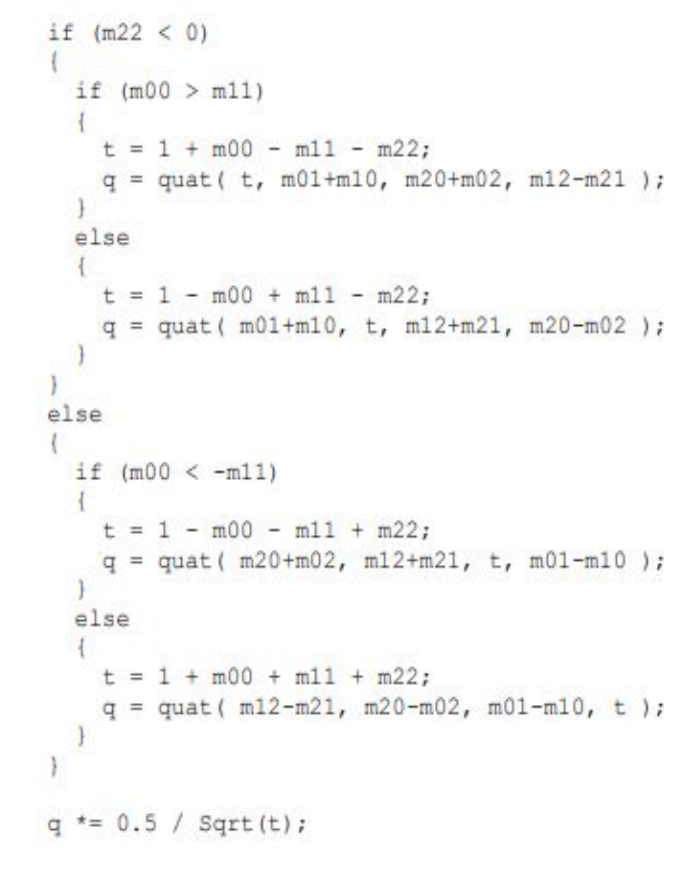 if (m22 < 0)
{
  if (m00 > m11)
  {
    t = 1 + m00 - m11 - m22;
    q = quat( t, m01+m10, m20+m02, m12-m21 );
  }
  else
  {
    t = 1 - m00 + m11 - m22;
    q = quat( m01+m10, t, m12+m21, m20-m02 );
  }
}
else
{
  if (m00 < -m11)
  {
    t = 1 - m00 - m11 + m22;
    q = quat( m20+m02, m12+m21, t, m01-m10 );
  }
  else
  {
    t = 1 + m00 + m11 + m22;
    q = quat( m12-m21, m20-m02, m01-m10, t );
  }
}

q *= 0.5 / Sqrt(t);